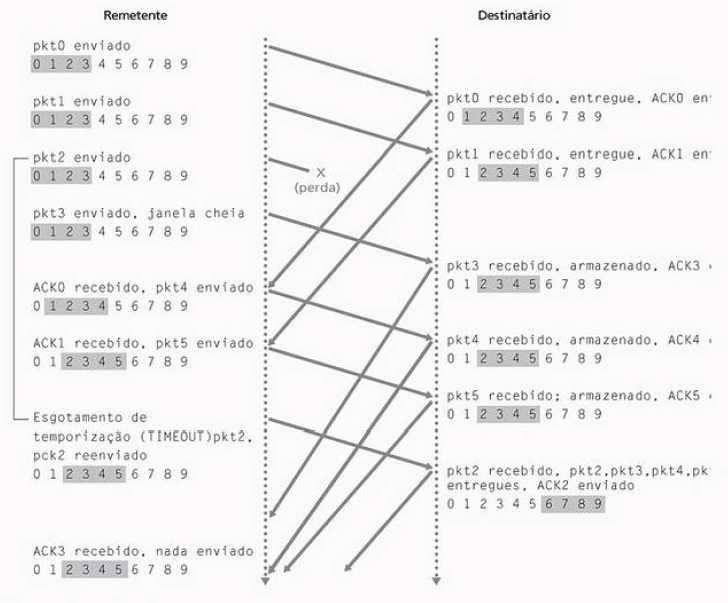 Remetente
Destinatário
pkt0 enviado
0 1 2 3 4 5 6 7 8 9
pkt1 enviado
0 1 2 3 4 5 6 7 8 9
pkt2 enviado
0 1 2 3 4 5 6 7 8 9
pkt3 enviado, janela cheia
0 1 2 3 4 5 6 7 8 9
ACK0 recebido, pkt4 enviado
0 1 2 3 4 5 6 7 8 9
ACK1 recebido, pkt5 enviado
0 1 2 3 4 5 6 7 8 9
Esgotamento de
temporização (TIMEOUT)pkt2,
pck2 reenviado
0 1 2 3 4 5 6 7 8 9
ACK3 recebido, nada enviado
0 1 2 3 4 5 6 7 8 9
X
(perda)
pkt0 recebido, entregue, ACK0
0 1 2 3 4 5 6 7 8 9
pkt1 recebido, entregue, ACK1
0 1 2 3 4 5 6 7 8 9
pkt3 recebido, armazenado, ACK3
0 1 2 3 4 5 6 7 8 9
pkt4 recebido, armazenado, ACK4
0 1 2 3 4 5 6 7 8 9
pkt5 recebido; armazenado, ACK5
0 1 2 3 4 5 6 7 8 9
pkt2 recebido, pkt2,pkt3,pkt4,
entregues, ACK2 enviado
0 1 2 3 4 5 6 7 8 9